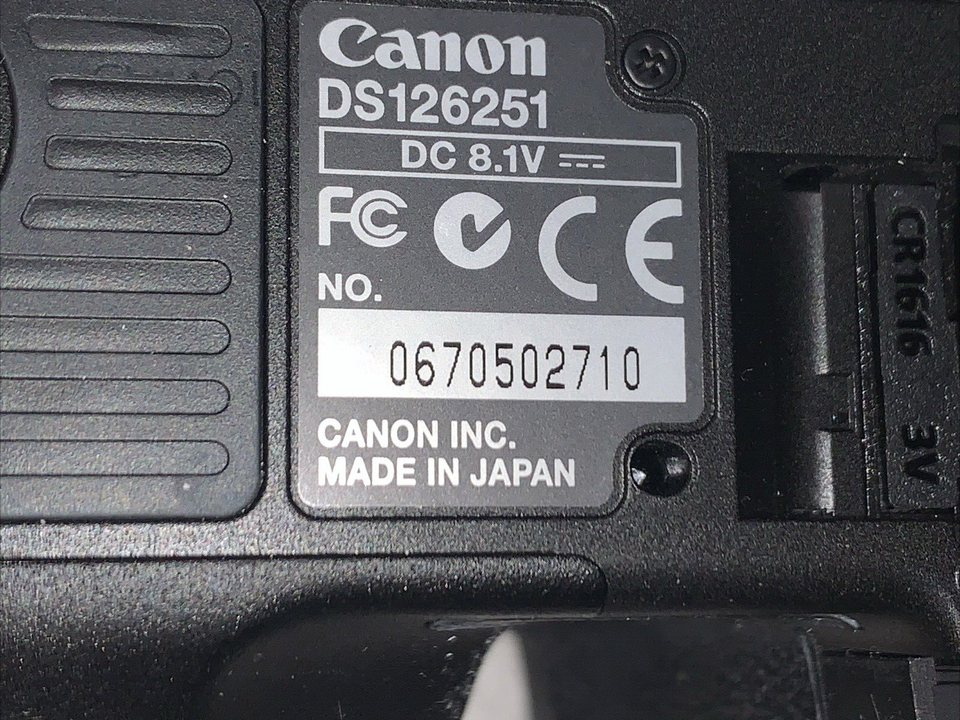 Canon
DS126251
DC 8.1V
FC CE
NO.
0670502710
CANON INC.
MADE IN JAPAN
CR1616 3V